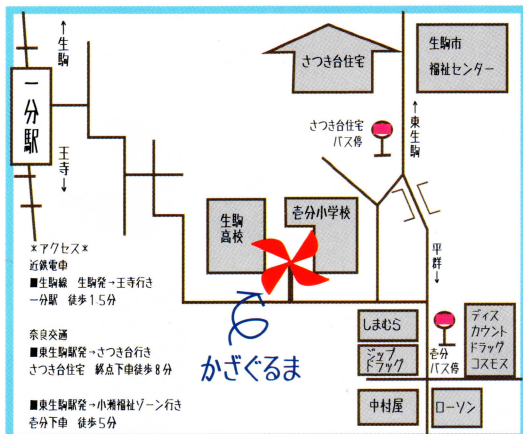 ↑生駒
一分駅
王寺↓
さつき台住宅
生駒市
福祉センター
さつき台住宅
バス停
↑東生駒
生駒
高校
壱分小学校
平群↓
かざぐるま
しまむら
ジップ
ドラック
壱分
バス停
ディス
カウント
ドラッグ
コスモス
中村屋
ローソン
*アクセス*
近鉄電車
■生駒線 生駒発→王寺行き
一分駅 徒歩15分
奈良交通
■東生駒駅発→さつき台行き
さつき台住宅 終点下車徒歩8分
■東生駒駅発→小瀬福祉ゾーン行き
壱分下車 徒歩5分